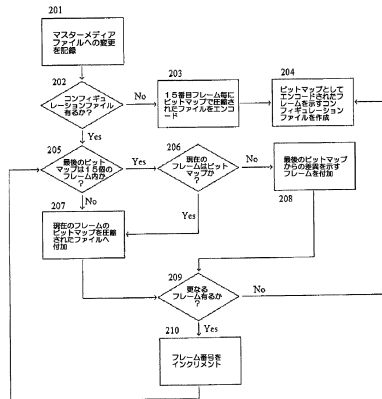 201
マスターメディア
ファイルへの変更
を記録
202
コンフィギュ
レーションファイル
有るか?
No
Yes
203
15番目フレーム毎に
ビットマップで圧縮さ
れたファイルをエンコ
ード
204
ビットマップとして
エンコードされたフ
レームを示すコン
フィギュレーション
ファイルを作成
205
最後のビット
マップは15個の
フレーム内か
?
Yes
No
206
現在の
フレームはビット
マップか
?
No
Yes
207
現在のフレームの
ビットマップを圧縮
されたファイルへ
付加
最後のビットマップ
からの差異を示す
フレームを付加
208
209
更なる
フレーム有るか
?
No
Yes
210
フレーム番号を
インクリメント